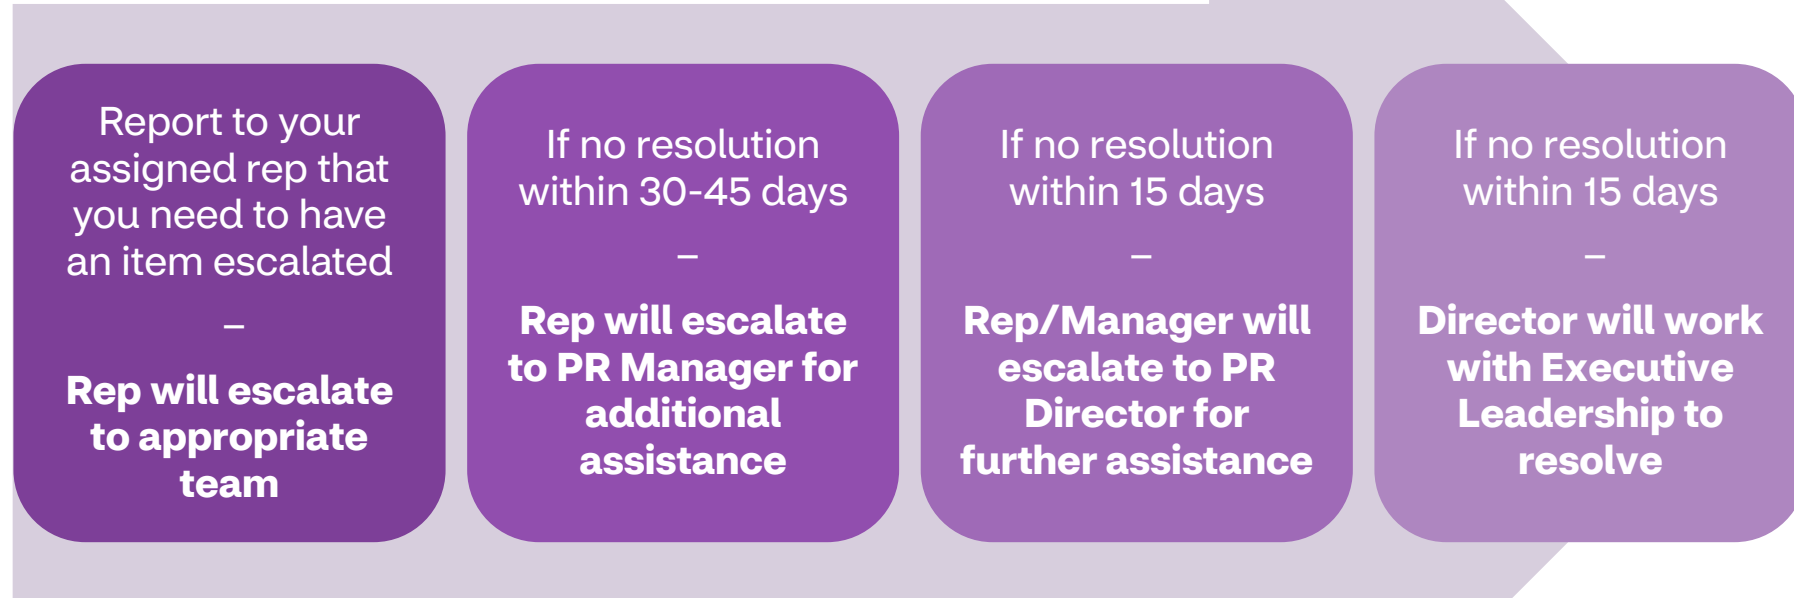 Report to your
assigned rep that
you need to have
an item escalated
–
Rep will escalate
to appropriate
team
If no resolution
within 30-45 days
–
Rep will escalate
to PR Manager for
additional
assistance
If no resolution
within 15 days
–
Rep/Manager will
escalate to PR
Director for
further assistance
If no resolution
within 15 days
–
Director will work
with Executive
Leadership to
resolve